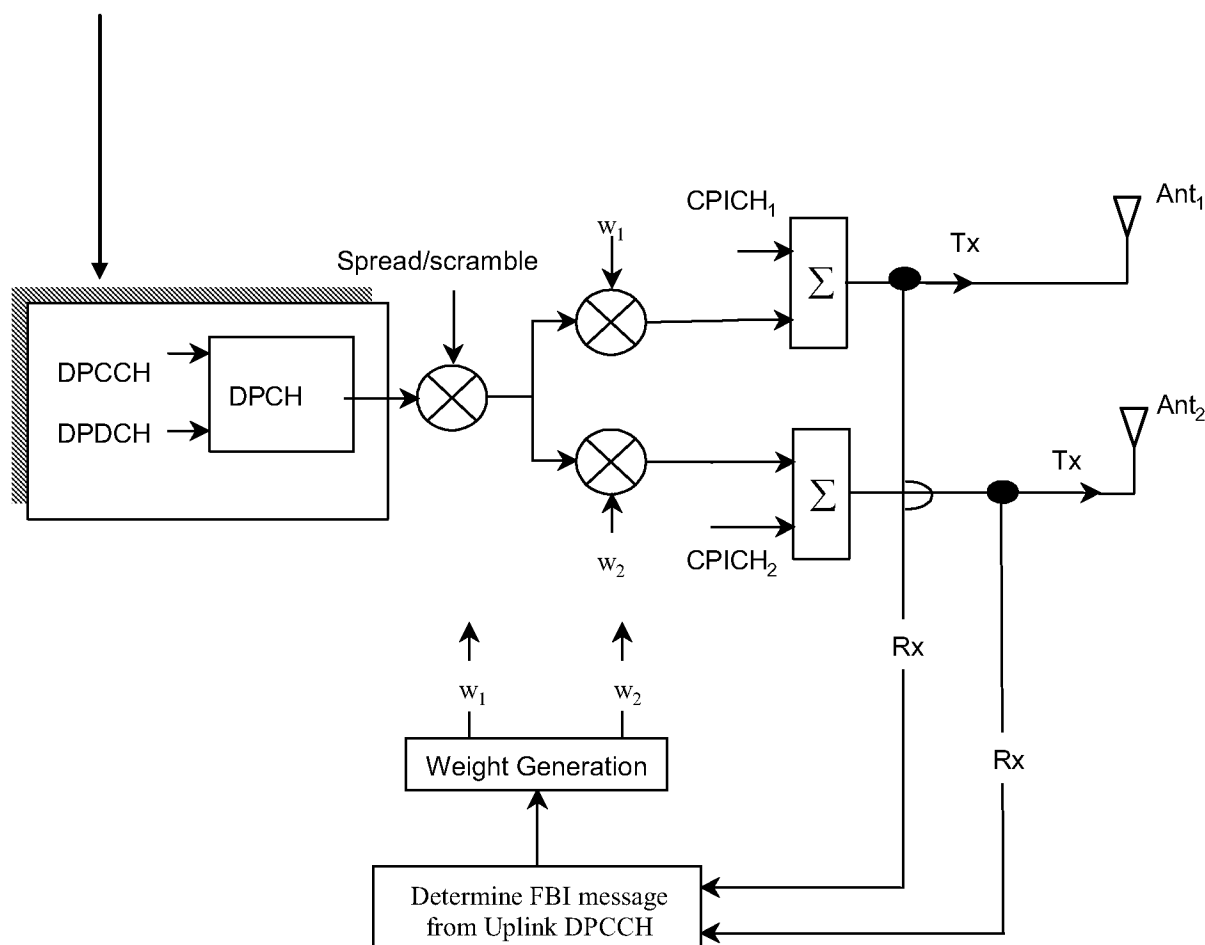 Ant₁
CPICH₁
w₁
Tx
Spread/scramble
Σ
DPCCH
DPCH
DPDCH
Ant₂
Tx
Σ
w₂
CPICH₂
Rx
w₁
w₂
Rx
Weight Generation
Determine FBI message
from Uplink DPCCH